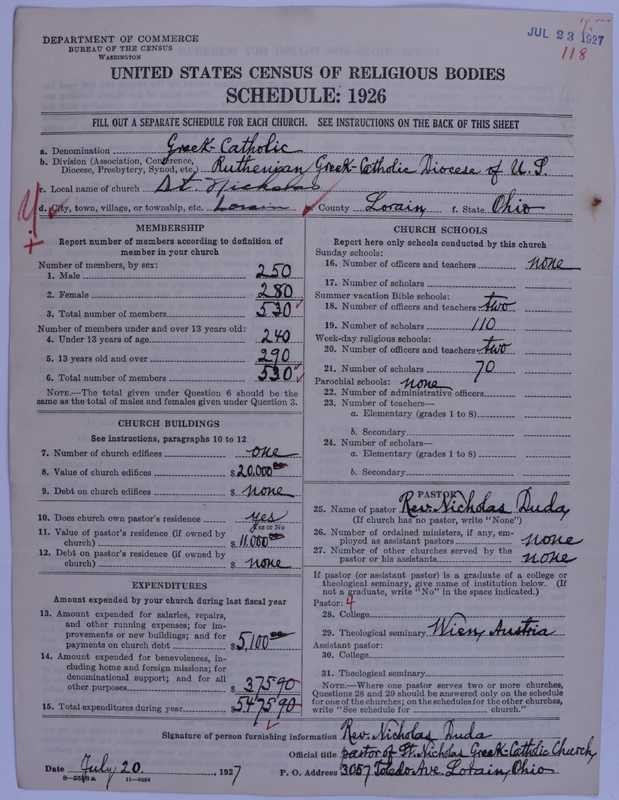 JUL 23 1927
118
DEPARTMENT OF COMMERCE
BUREAU OF THE CENSUS
WASHINGTON
UNITED STATES CENSUS OF RELIGIOUS BODIES
SCHEDULE: 1926
FILL OUT A SEPARATE SCHEDULE FOR EACH CHURCH. SEE INSTRUCTIONS ON THE BACK OF THIS SHEET
a. Denomination Greek-Catholic
b. Division (Association, Conference, Diocese, Presbytery, Synod, etc.) Ruthenian Greek-Catholic Diocese of U. S.
c. Local name of church St. Nicholas
d. City, town, village, or township, etc. Lorain e. County Lorain, f. State Ohio
MEMBERSHIP
Report number of members according to definition of
member in your church
Number of members, by sex:
1. Male 250
2. Female 280
3. Total number of members 530
Number of members under and over 13 years old:
4. Under 13 years of age 240
5. 13 years old and over 290
6. Total number of members 530
NOTE.—The total given under Question 6 should be
same as the total of males and females given under Question 3.
CHURCH BUILDINGS
See instructions, paragraphs 10 to 12
7. Number of church edifices one
8. Value of church edifices $20,000.00
9. Debt on church edifices $ none
10. Does church own pastor's residence yes
Yes or No
11. Value of pastor's residence (if owned by
church) $11,000.00
12. Debt on pastor's residence (if owned by
church) $ none
EXPENDITURES
Amount expended by your church during last fiscal year
13. Amount expended for salaries, repairs,
and other running expenses; for im-
provements or new buildings; and for
payments on church debt $5,100.00
14. Amount expended for benevolences, in-
cluding home and foreign missions; for
denominational support; and for all
other purposes $375.90
15. Total expenditures during year $5475.90
CHURCH SCHOOLS
Report here only schools conducted by this church
Sunday schools:
16. Number of officers and teachers none
17. Number of scholars
Summer vacation Bible schools:
18. Number of officers and teachers two
19. Number of scholars 110
Week-day religious schools:
20. Number of officers and teachers two
21. Number of scholars 70
Parochial schools: none
22. Number of administrative officers
23. Number of teachers—
a. Elementary (grades 1 to 8)
b. Secondary
24. Number of scholars—
a. Elementary (grades 1 to 8)
b. Secondary
PASTOR
25. Name of pastor Rev. Nicholas Duda,
(If church has no pastor, write "None")
26. Number of ordained ministers, if any, em-
ployed as assistant pastors none
27. Number of other churches served by the
pastor or his assistants none
If pastor (or assistant pastor) is a graduate of a college or
theological seminary, give name of institution below. (If
not a graduate, write "No" in the space indicated.)
Pastor: 4
28. College
29. Theological seminary Wien, Austria
Assistant pastor:
30. College
31. Theological seminary
NOTE.—Where one pastor serves two or more churches,
Questions 28 and 29 should be answered only on the schedule
for one of the churches; on the schedules for the other churches,
write "See schedule for church."
Signature of person furnishing information Rev. Nicholas Duda
Official title pastor of St. Nicholas Greek-Catholic Church,
Date July 20, 1927 P. O. Address 3057 Toledo Ave. Lorain, Ohio
8—5568a 11—9054